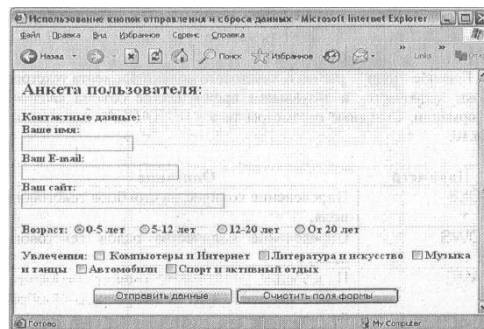 Использование кнопок отправления и сброса данных - Microsoft Internet Explorer
Файл Правка Вид Избранное Сервис Справка
Назад Поиск Избранное Links
Анкета пользователя:
Контактные данные:
Ваше имя:
Ваш E-mail:
Ваш сайт:
Возраст: 0-5 лет 5-12 лет 12-20 лет От 20 лет
Увлечения: Компьютеры и Интернет Литература и искусство Музыка
и танцы Автомобили Спорт и активный отдых
Отправить данные Очистить поля формы
Готово My Computer